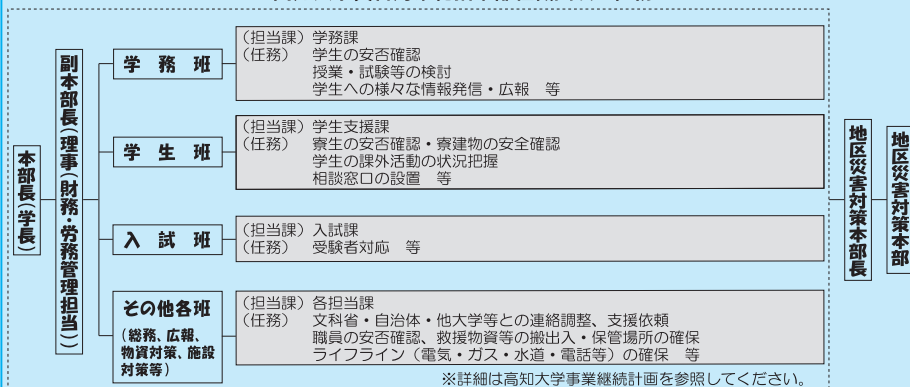 本部長(学長)
副本部長(理事(財務・労務管理担当))
学務班
(担当課)学務課
(任務) 学生の安否確認
授業・試験等の検討
学生への様々な情報発信・広報 等
学生班
(担当課)学生支援課
(任務) 寮生の安否確認・寮建物の安全確認
学生の課外活動の状況把握
相談窓口の設置 等
入試班
(担当課)入試課
(任務) 受験者対応 等
その他各班
(総務、広報、
物資対策、施設
対策等)
(担当課)各担当課
(任務) 文科省・自治体・他大学等との連絡調整、支援依頼
職員の安否確認、救援物資等の搬出入・保管場所の確保
ライフライン(電気・ガス・水道・電話等)の確保 等
※詳細は高知大学事業継続計画を参照してください。
地区災害対策本部長
地区災害対策本部